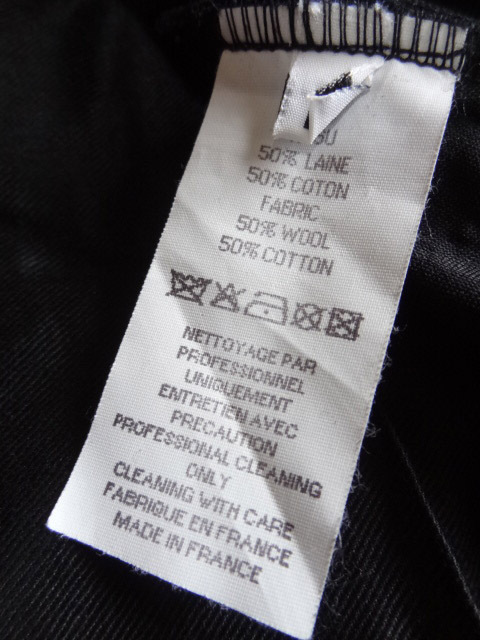 50% LAINE
50% COTON
FABRIC
50% WOOL
50% COTTON
NETTOYAGE PAR
PROFESSIONNEL
UNIQUEMENT
ENTRETIEN AVEC
PRECAUTION
PROFESSIONAL CLEANING
ONLY
CLEANING WITH CARE
FABRIQUE EN FRANCE
MADE IN FRANCE